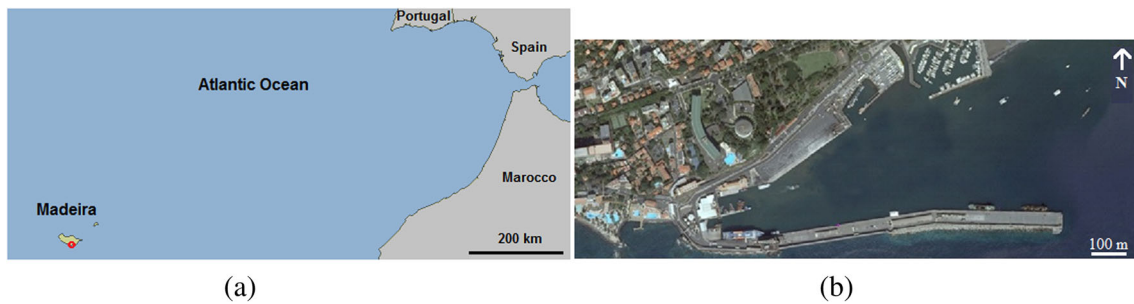 Portugal
Spain
Atlantic Ocean
Marocco
Madeira
200 km
N
100 m
(a)
(b)